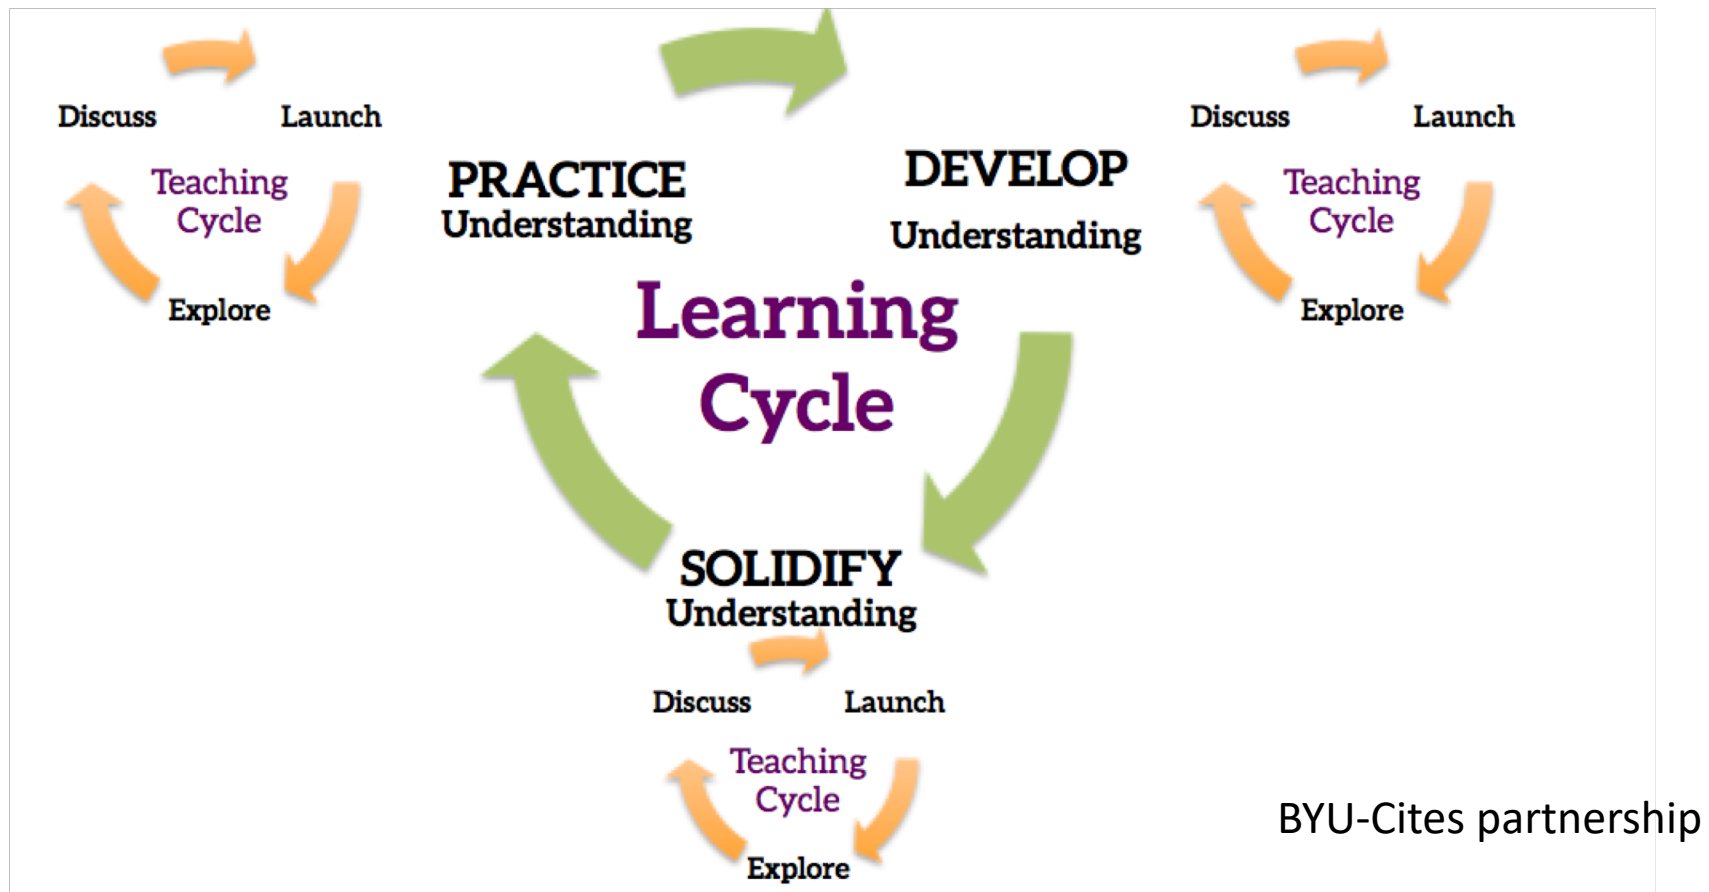 Discuss
Launch
Teaching
Cycle
Explore
PRACTICE
Understanding
DEVELOP
Understanding
Discuss
Launch
Teaching
Cycle
Explore
Learning
Cycle
SOLIDIFY
Understanding
Discuss
Launch
Teaching
Cycle
Explore
BYU-Cites partnership